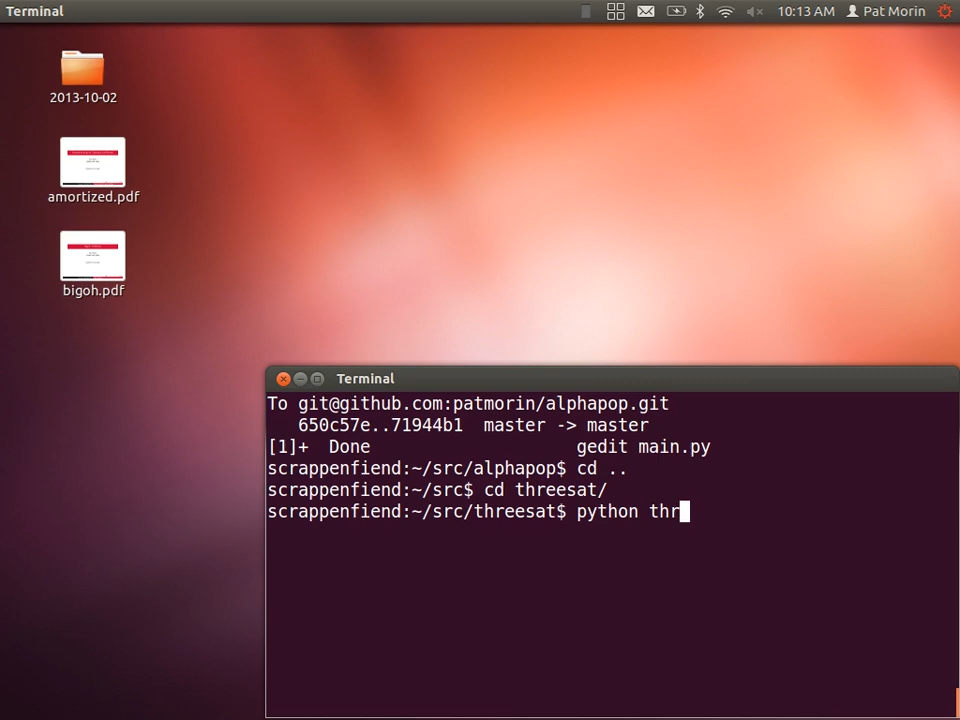 Terminal
10:13 AM
Pat Morin
2013-10-02
amortized.pdf
bigoh.pdf
Terminal
To git@github.com:patmorin/alphapop.git
650c57e..71944b1 master -> master
[1]+ Done gedit main.py
scrappenfiend:~/src/alphapop$ cd ..
scrappenfiend:~/src$ cd threesat/
scrappenfiend:~/src/threesat$ python thr